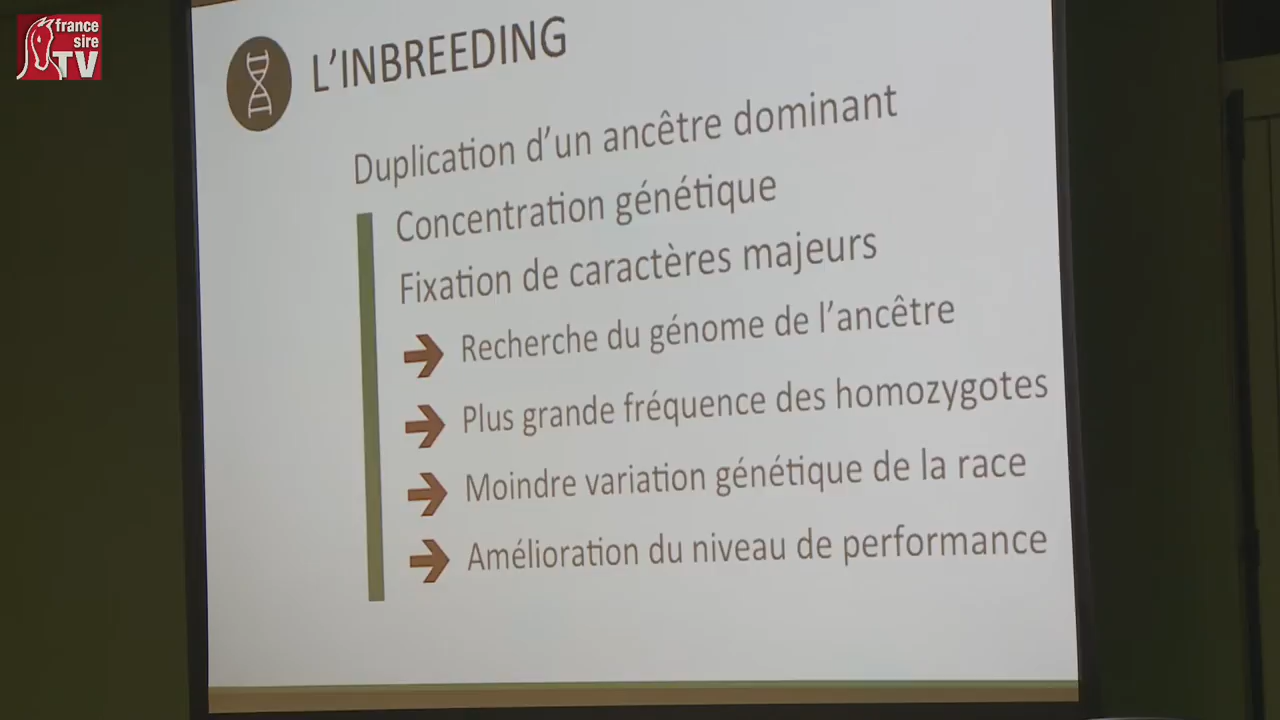 france
sire
TV
L'INBREEDING
Duplication d'un ancêtre dominant
Concentration génétique
Fixation de caractères majeurs
Recherche du génome de l'ancêtre
Plus grande fréquence des homozygotes
Moindre variation génétique de la race
Amélioration du niveau de performance